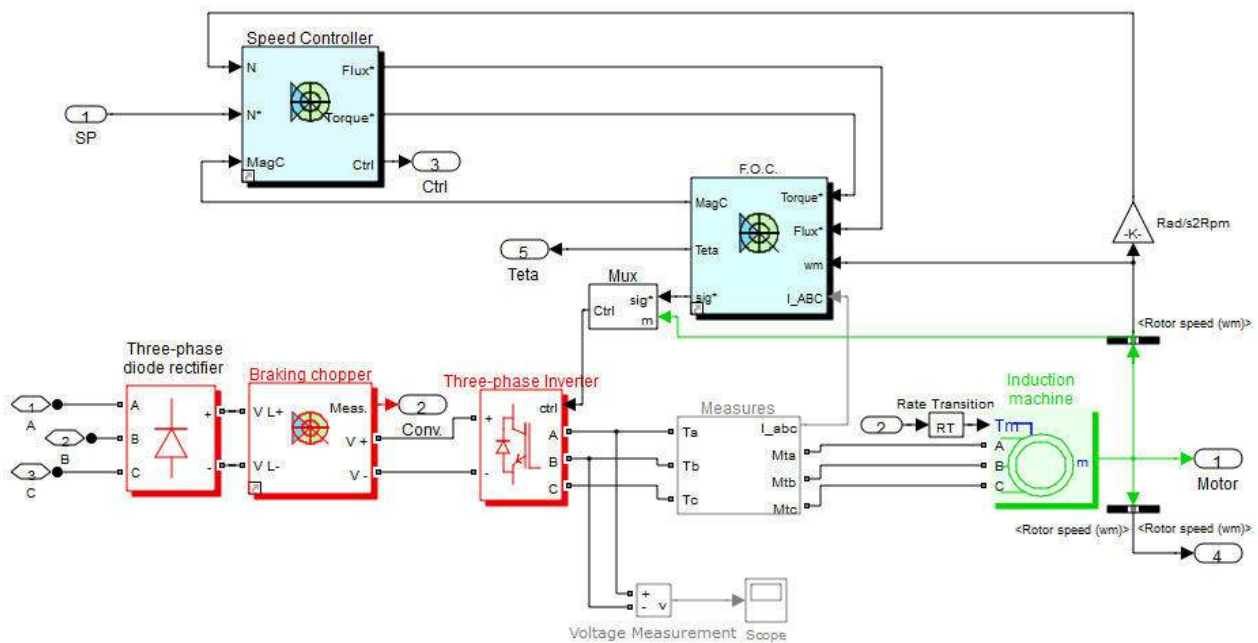 Speed Controller
N
Flux*
N*
Torque*
MagC
Ctrl
1
SP
3
Ctrl
F.O.C.
MagC
Torque*
Flux*
Teta
wm
sig*
I_ABC
5
Teta
Mux
sig*
Ctrl
m
-K-
Rad/s2Rpm
<Rotor speed (wm)>
Three-phase
diode rectifier
A
B
C
+
-
1
A
2
B
3
C
Braking chopper
V L+
Meas.
V +
V L-
V -
2
Conv.
Three-phase Inverter
ctrl
+
A
B
-
C
Measures
I_abc
Ta
Mta
Tb
Mtb
Tc
Mtc
2
Rate Transition
RT
Induction
machine
Tm
A
B
C
m
1
Motor
<Rotor speed (wm)>
<Rotor speed (wm)>
4
+
-
v
Voltage Measurement
Scope